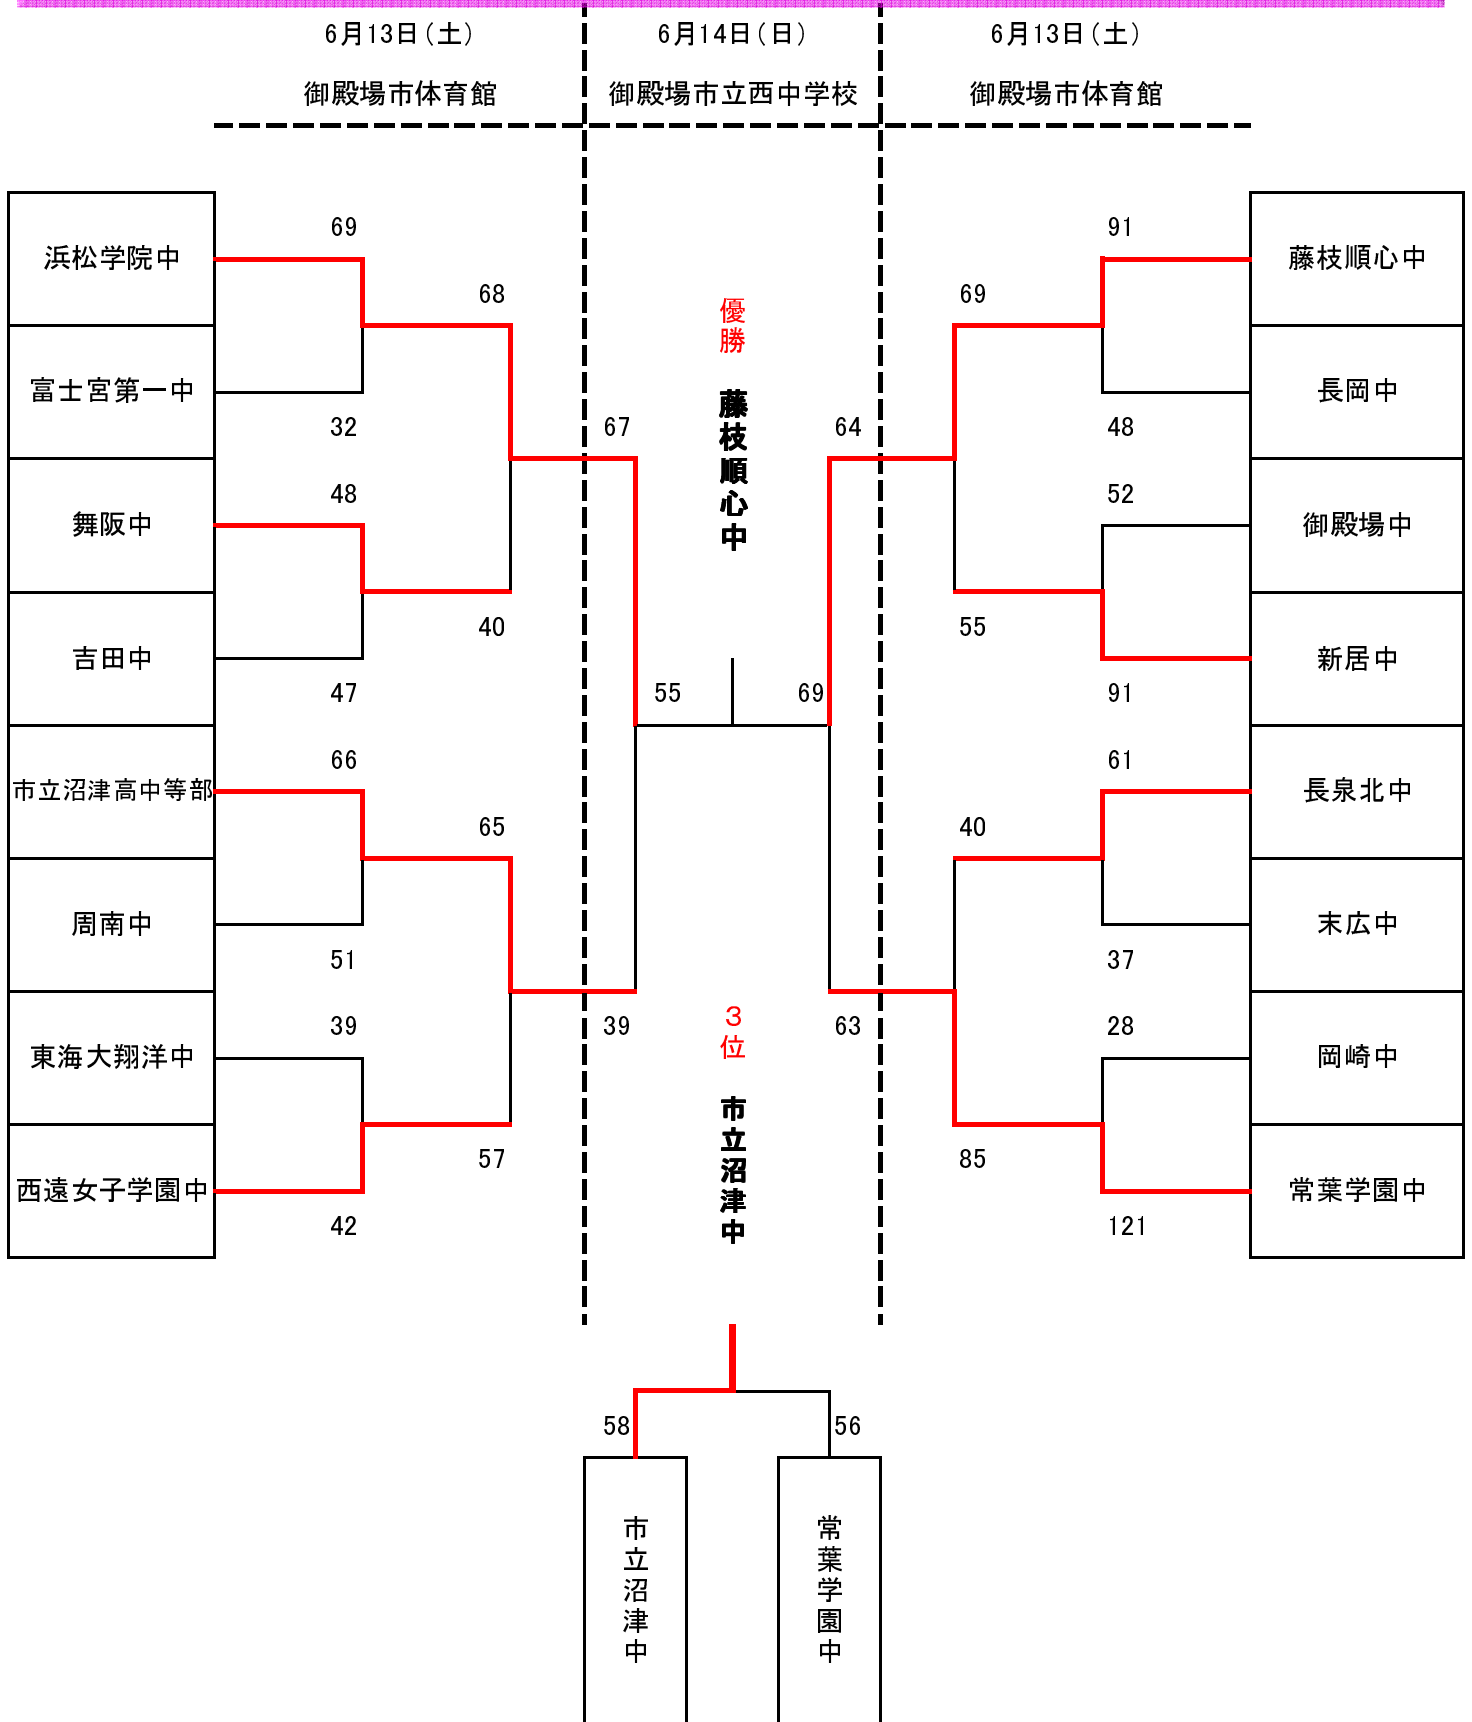 6月13日(土)
6月14日(日)
6月13日(土)
御殿場市体育館
御殿場市立西中学校
御殿場市体育館
69
91
浜松学院中
藤枝順心中
68
69
優勝
藤枝順心中
富士宮第一中
長岡中
32
67
64
48
48
52
舞阪中
御殿場中
40
55
吉田中
新居中
47
55
69
91
66
61
市立沼津高中等部
長泉北中
65
40
周南中
末広中
51
37
39
39
63
28
3位
市立沼津中
東海大翔洋中
岡崎中
57
85
西遠女子学園中
常葉学園中
42
121
58
56
市立沼津中
常葉学園中